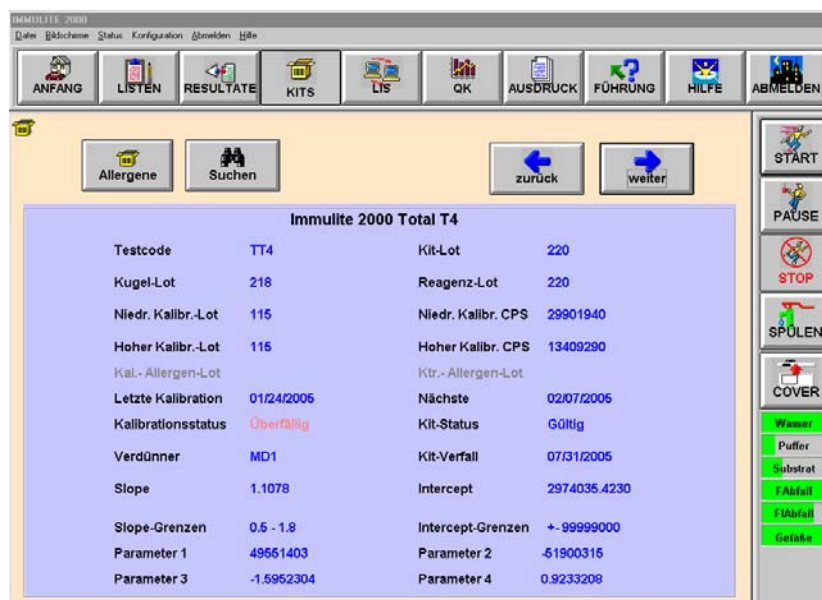 IMMULITE 2000
Datei Bildschirme Status Konfiguration Abmelden Hilfe
ANFANG LISTEN RESULTATE KITS LIS QK AUSDRUCK FÜHRUNG HILFE ABMELDEN
Allergene Suchen zurück weiter
START
PAUSE
STOP
SPÜLEN
COVER
Wasser
Puffer
Substrat
FAbfall
FlAbfall
Gefäße
Immulite 2000 Total T4
Testcode TT4 Kit-Lot 220
Kugel-Lot 218 Reagenz-Lot 220
Niedr. Kalibr.-Lot 115 Niedr. Kalibr. CPS 29901940
Hoher Kalibr.-Lot 115 Hoher Kalibr. CPS 13409290
Kal.- Allergen-Lot Ktr.- Allergen-Lot
Letzte Kalibration 01/24/2005 Nächste 02/07/2005
Kalibrationsstatus Überfällig Kit-Status Gültig
Verdünner MD1 Kit-Verfall 07/31/2005
Slope 1.1078 Intercept 2974035.4230
Slope-Grenzen 0.5 - 1.8 Intercept-Grenzen +- 99999000
Parameter 1 49551403 Parameter 2 -51900315
Parameter 3 -1.5952304 Parameter 4 0.9233208